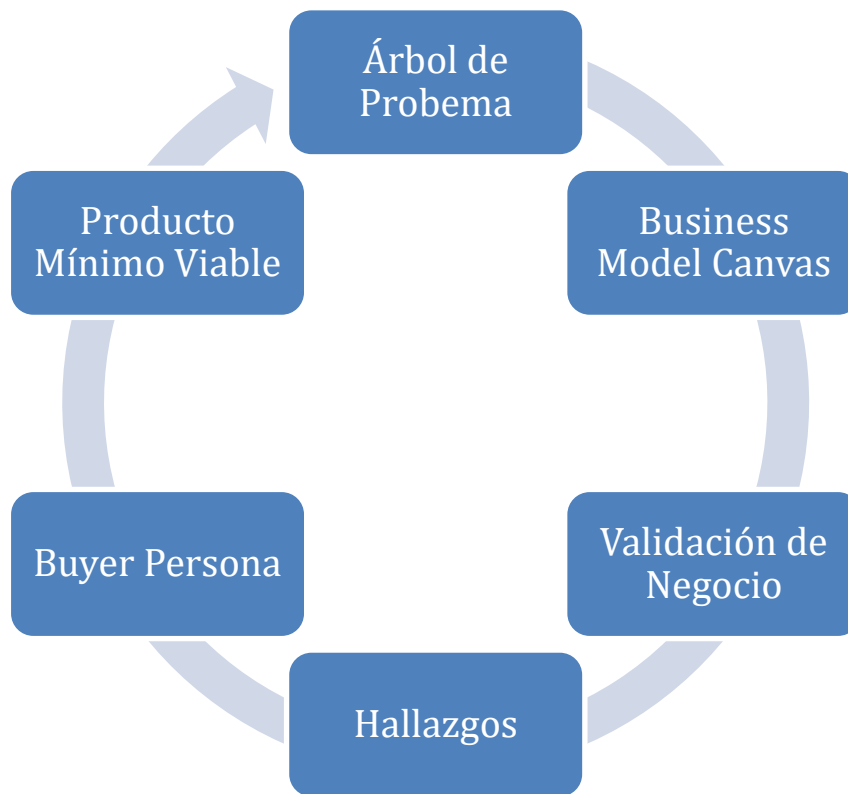 Árbol de
Probema
Business
Model Canvas
Validación de
Negocio
Hallazgos
Buyer Persona
Producto
Mínimo Viable